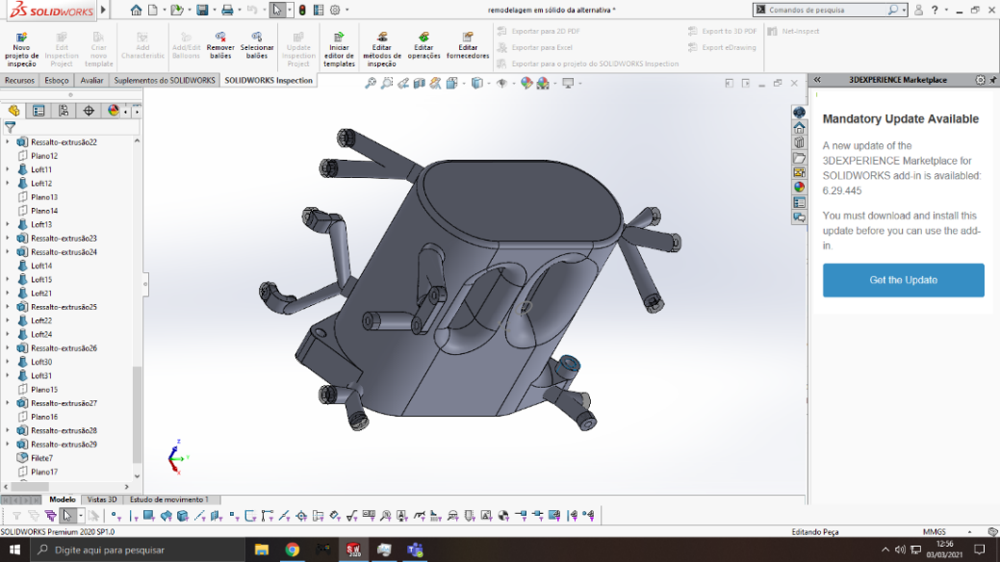 SOLIDWORKS
remodelagem em sólido da alternativa *
Comandos de pesquisa
Novo projeto de inspeção
Edit Inspection Project
Criar novo template
Add Characteristic
Add/Edit Balloons
Remover balões
Selecionar balões
Update Inspection Project
Iniciar editor de templates
Editar métodos de inspeção
Editar operações
Editar fornecedores
Exportar para 2D PDF
Exportar para Excel
Exportar para o projeto do SOLIDWORKS Inspection
Export to 3D PDF
Export eDrawing
Net-Inspect
Recursos
Esboço
Avaliar
Suplementos do SOLIDWORKS
SOLIDWORKS Inspection
3DEXPERIENCE Marketplace
Ressalto-extrusão22
Plano12
Loft11
Loft12
Plano13
Plano14
Loft13
Ressalto-extrusão23
Ressalto-extrusão24
Loft14
Loft15
Loft21
Ressalto-extrusão25
Loft22
Loft24
Ressalto-extrusão26
Loft30
Loft31
Plano15
Ressalto-extrusão27
Plano16
Ressalto-extrusão28
Ressalto-extrusão29
Filete7
Plano17
Mandatory Update Available
A new update of the
3DEXPERIENCE Marketplace for
SOLIDWORKS add-in is availabled:
6.29.445
You must download and install this
update before you can use the add-
in.
Get the Update
Z
Y
X
Modelo
Vistas 3D
Estudo de movimento 1
SOLIDWORKS Premium 2020 SP1.0
Editando Peça
MMGS
Digite aqui para pesquisar
12:56
03/03/2021